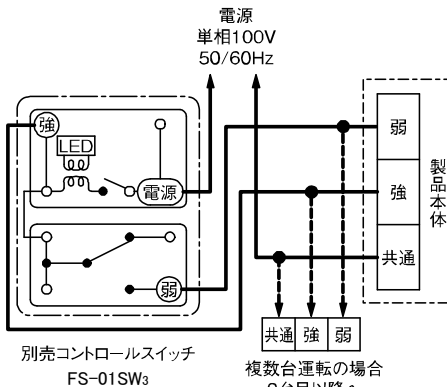 電源
単相100V
50/60Hz
強
LED
電源
弱
弱
強
共通
製品本体
共通 強 弱
別売コントロールスイッチ
FS-01SW3
複数台運転の場合